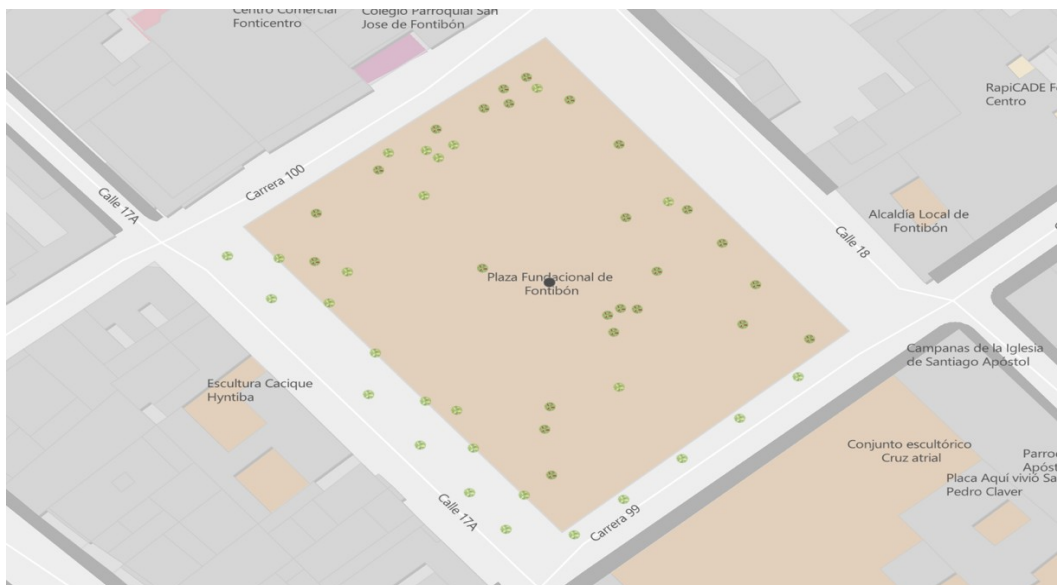 Centro Comercial
Fonticentro
Colegio Parroquial San
Jose de Fontibón
RapiCADE
Centro
Carrera 100
Calle 17A
Alcaldía Local de
Fontibón
Calle 18
Plaza Fundacional de
Fontibón
Campanas de la Iglesia
de Santiago Apóstol
Escultura Cacique
Hyntiba
Conjunto escultórico
Cruz atrial
Placa Aquí vivió
Pedro Claver
Calle 17A
Carrera 99